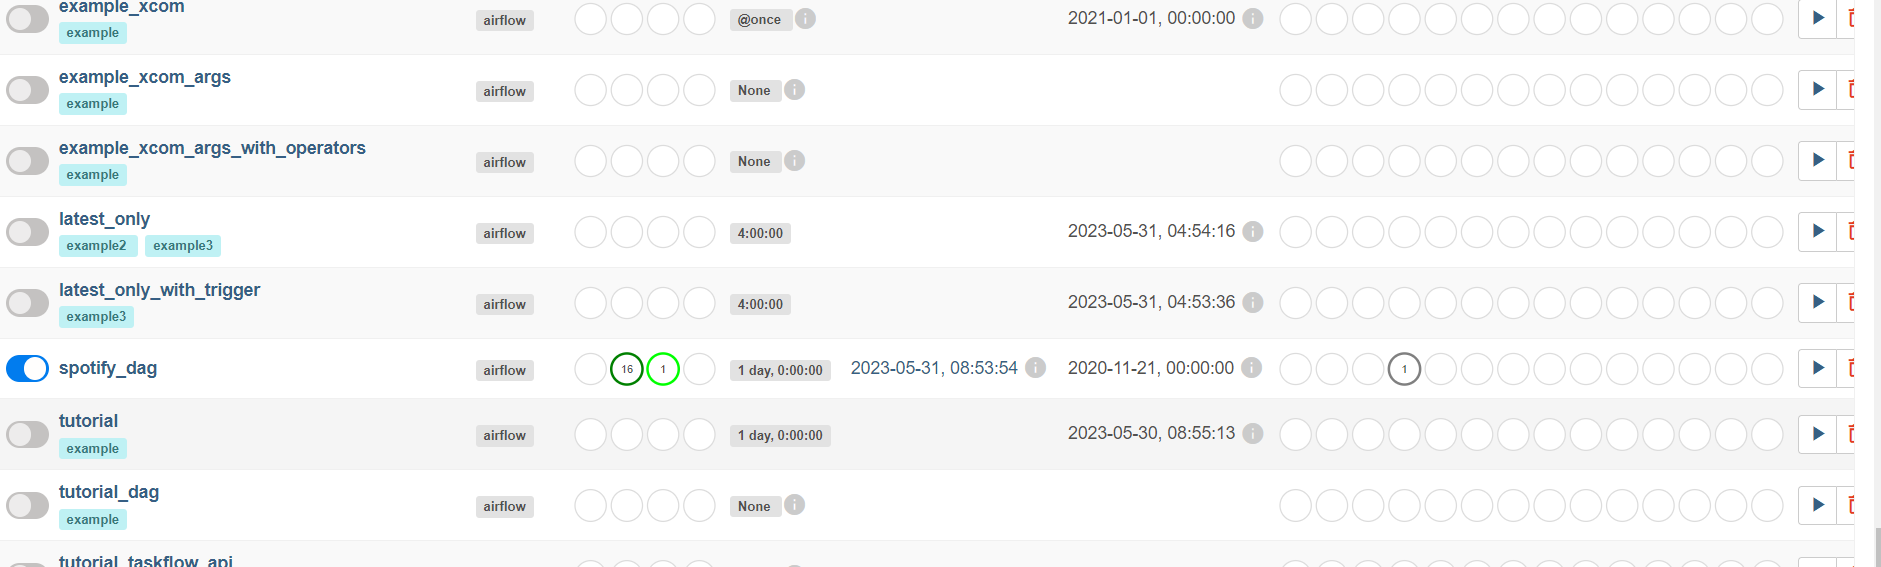 example_xcom
example
airflow
@once
2021-01-01, 00:00:00
example_xcom_args
example
airflow
None
example_xcom_args_with_operators
example
airflow
None
latest_only
example2 example3
airflow
4:00:00
2023-05-31, 04:54:16
latest_only_with_trigger
example3
airflow
4:00:00
2023-05-31, 04:53:36
spotify_dag
airflow
16
1
1 day, 0:00:00
2023-05-31, 08:53:54
2020-11-21, 00:00:00
1
tutorial
example
airflow
1 day, 0:00:00
2023-05-30, 08:55:13
tutorial_dag
example
airflow
None
tutorial_taskflow_api